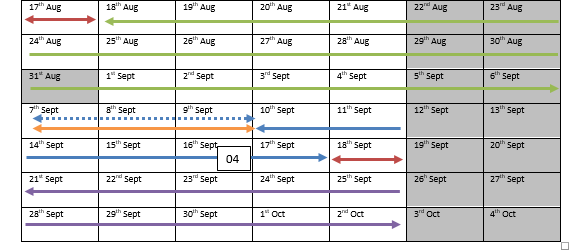 17th Aug 18th Aug 19th Aug 20th Aug 21st Aug 22nd Aug 23rd Aug
24th Aug 25th Aug 26th Aug 27th Aug 28th Aug 29th Aug 30th Aug
31st Aug 1st Sept 2nd Sept 3rd Sept 4th Sept 5th Sept 6th Sept
7th Sept 8th Sept 9th Sept 10th Sept 11th Sept 12th Sept 13th Sept
14th Sept 15th Sept 16th Sept 04 17th Sept 18th Sept 19th Sept 20th Sept
21st Sept 22nd Sept 23rd Sept 24th Sept 25th Sept 26th Sept 27th Sept
28th Sept 29th Sept 30th Sept 1st Oct 2nd Oct 3rd Oct 4th Oct